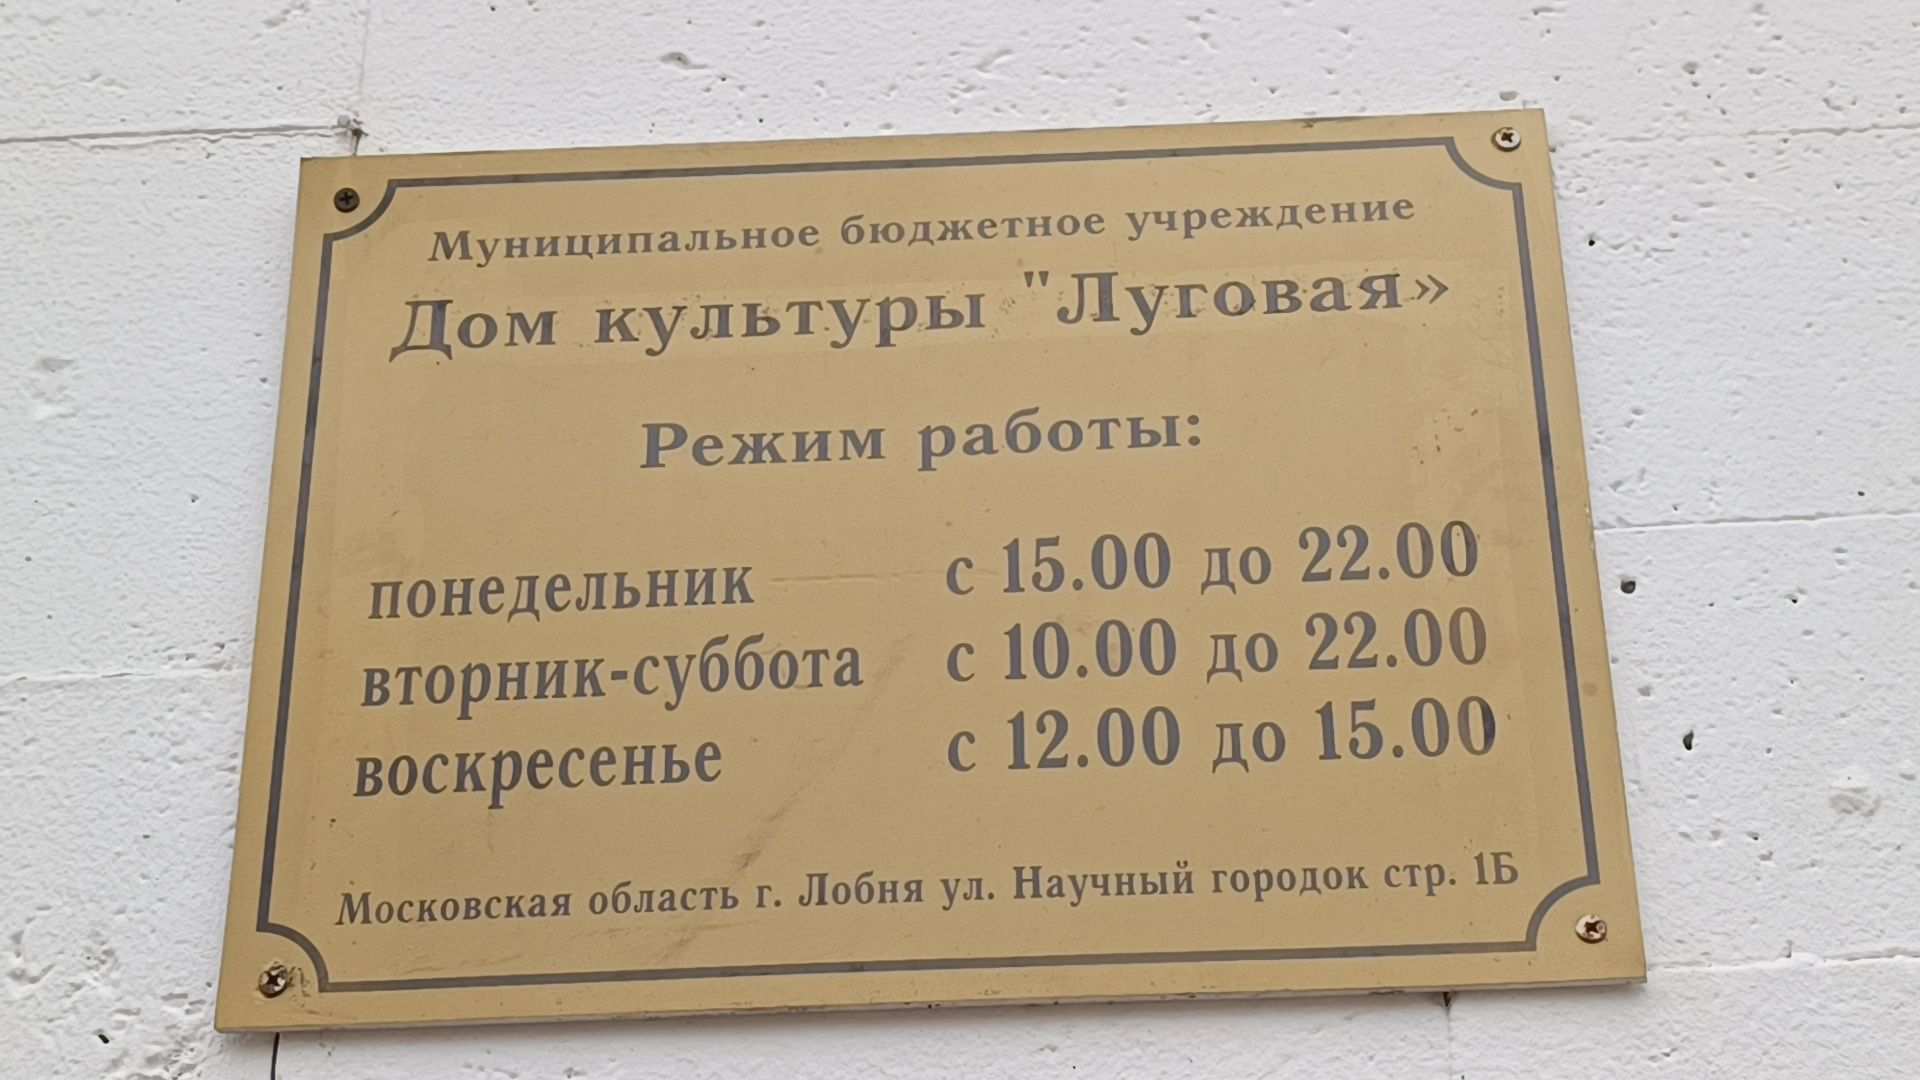 Муниципальное бюджетное учреждение
Дом культуры "Луговая»
Режим работы:
понедельник с 15.00 до 22.00
вторник-суббота с 10.00 до 22.00
воскресенье с 12.00 до 15.00
Московская область г. Лобня ул. Научный городок стр. 1Б